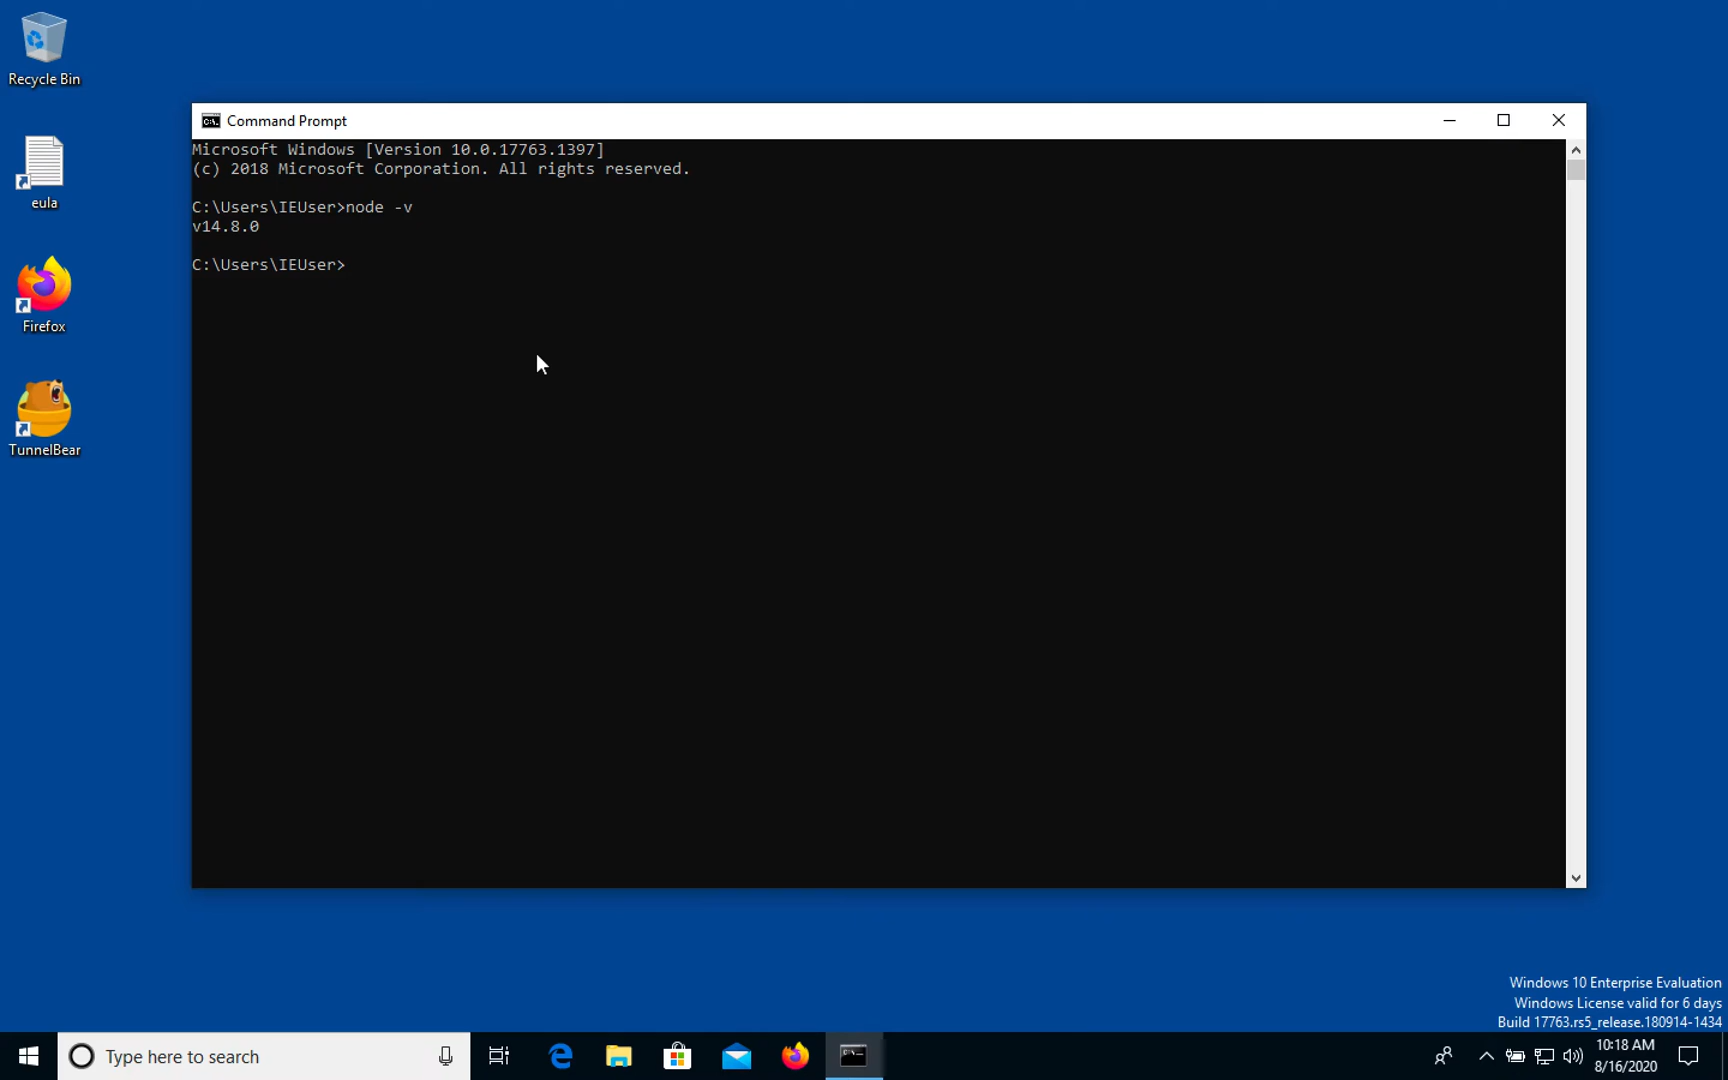 Recycle Bin
eula
Firefox
TunnelBear
Command Prompt
Microsoft Windows [Version 10.0.17763.1397]
(c) 2018 Microsoft Corporation. All rights reserved.
C:\Users\IEUser>node -v
v14.8.0
C:\Users\IEUser>
Windows 10 Enterprise Evaluation
Windows License valid for 6 days
Build 17763.rs5_release.180914-1434
Type here to search
10:18 AM
8/16/2020